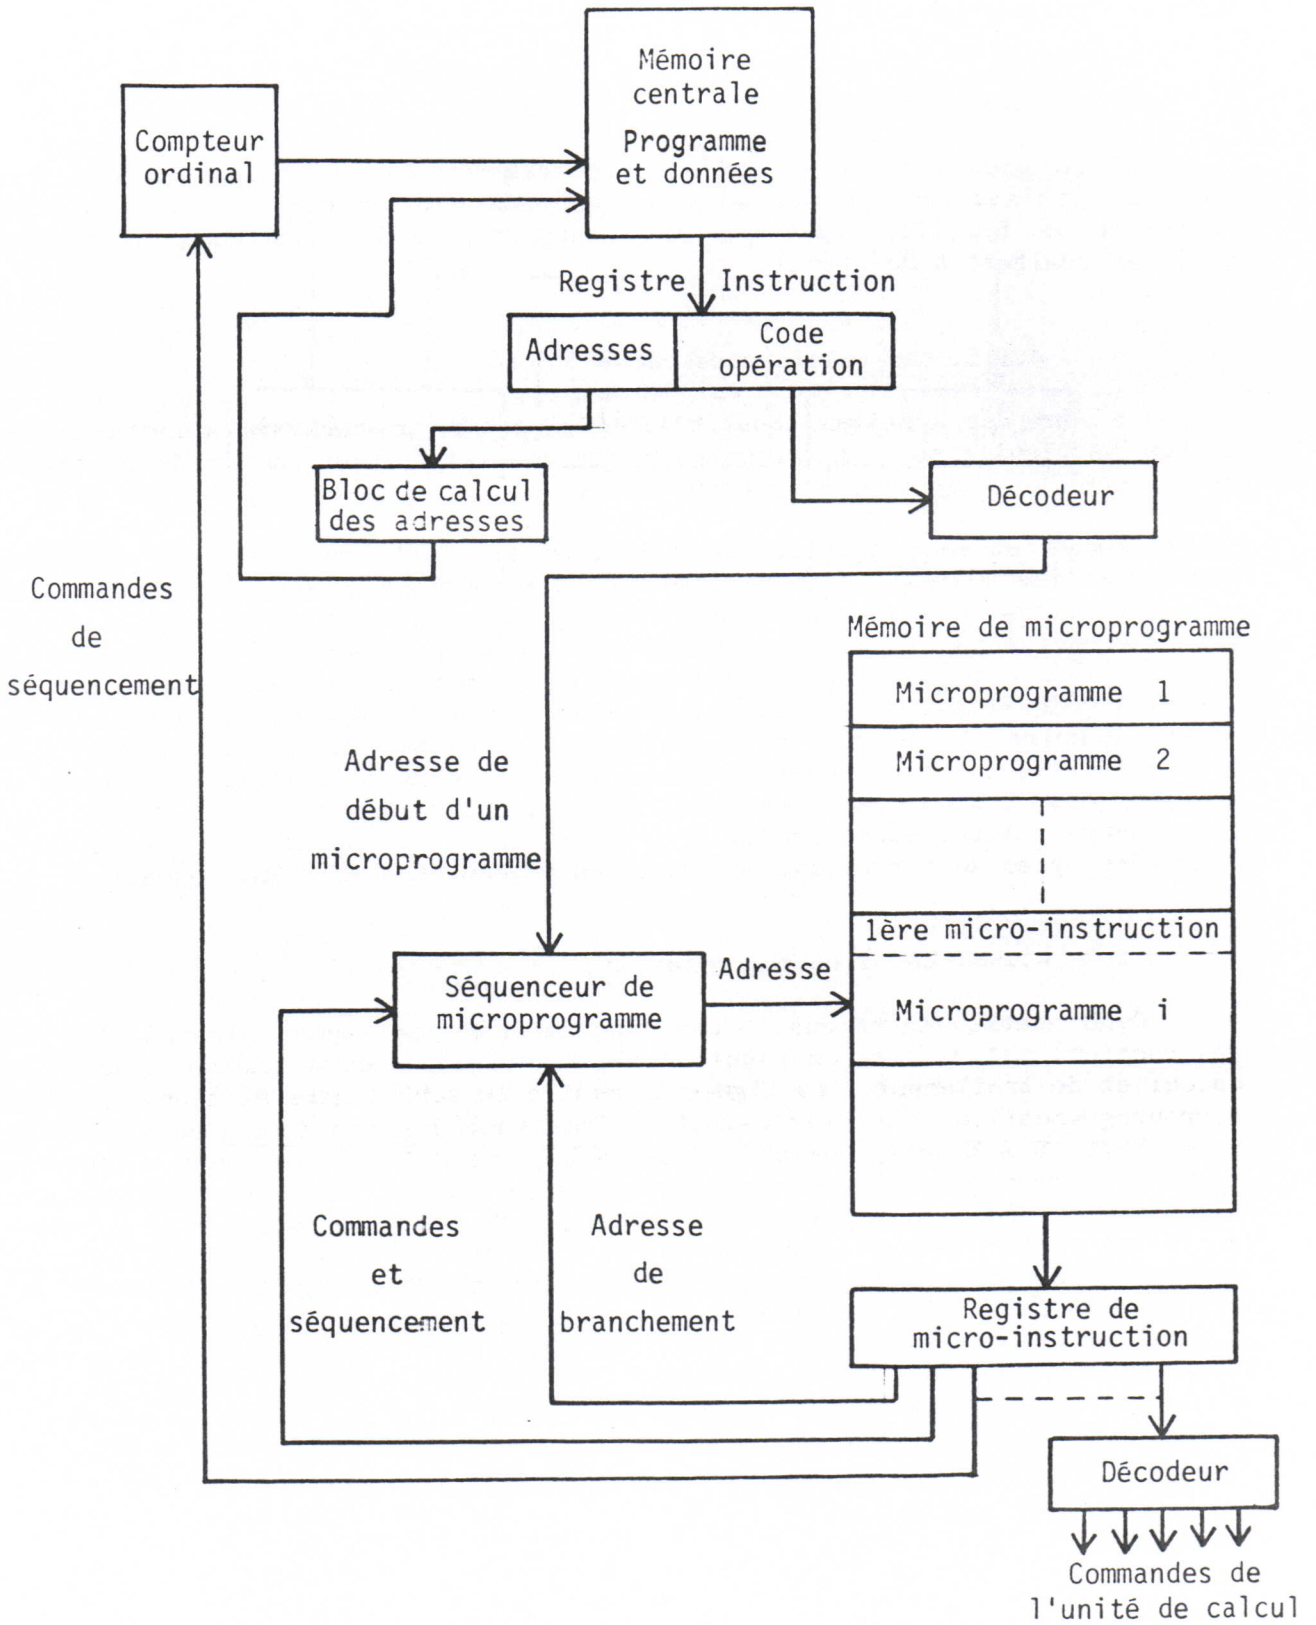 Mémoire
centrale
Programme
et données
Compteur
ordinal
Registre Instruction
Adresses
Code
opération
Bloc de calcul
des adresses
Décodeur
Commandes
de
séquencement
Mémoire de microprogramme
Microprogramme 1
Microprogramme 2
Adresse de
début d'un
microprogramme
1ère micro-instruction
Séquenceur de
microprogramme
Adresse
Microprogramme i
Commandes
et
séquencement
Adresse
de
branchement
Registre de
micro-instruction
Décodeur
Commandes de
l'unité de calcul